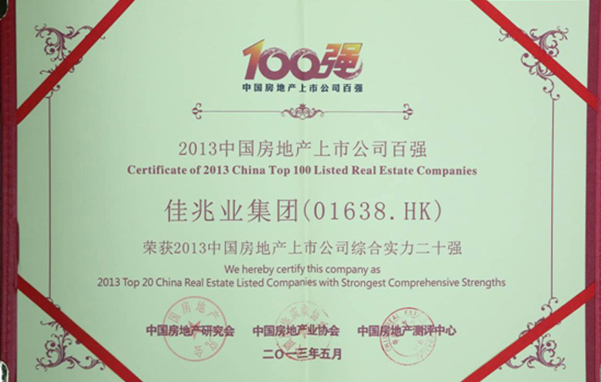 100强
中国房地产上市公司百强
2013中国房地产上市公司百强
Certificate of 2013 China Top 100 Listed Real Estate Companies
佳兆业集团(01638.HK)
荣获2013中国房地产上市公司综合实力二十强
We hereby certify this company as
2013 Top 20 China Real Estate Listed Companies with Strongest Comprehensive Strengths
中国房地产研究会 中国房地产业协会 中国房地产测评中心
二〇一三年五月